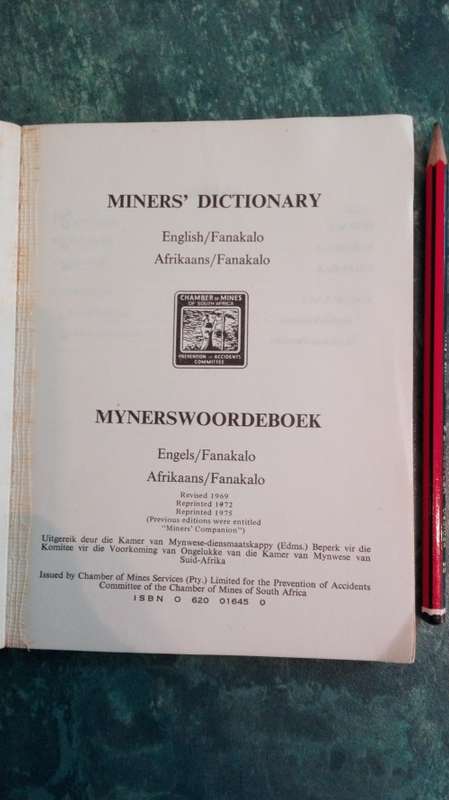 MINERS' DICTIONARY
English/Fanakalo
Afrikaans/Fanakalo
CHAMBER OF MINES
OF SOUTH AFRICA
PREVENTION OF ACCIDENTS
COMMITTEE
MYNERSWOORDEBOEK
Engels/Fanakalo
Afrikaans/Fanakalo
Revised 1969
Reprinted 1972
Reprinted 1975
(Previous editions were entitled
"Miners' Companion")
Uitgereik deur die Kamer van Mynwese-diensmaatskappy (Edms.) Beperk vir die
Komitee vir die Voorkoming van Ongelukke van die Kamer van Mynwese van
Suid-Afrika
Issued by Chamber of Mines Services (Pty.) Limited for the Prevention of Accidents
Committee of the Chamber of Mines of South Africa
ISBN 0 620 01645 0